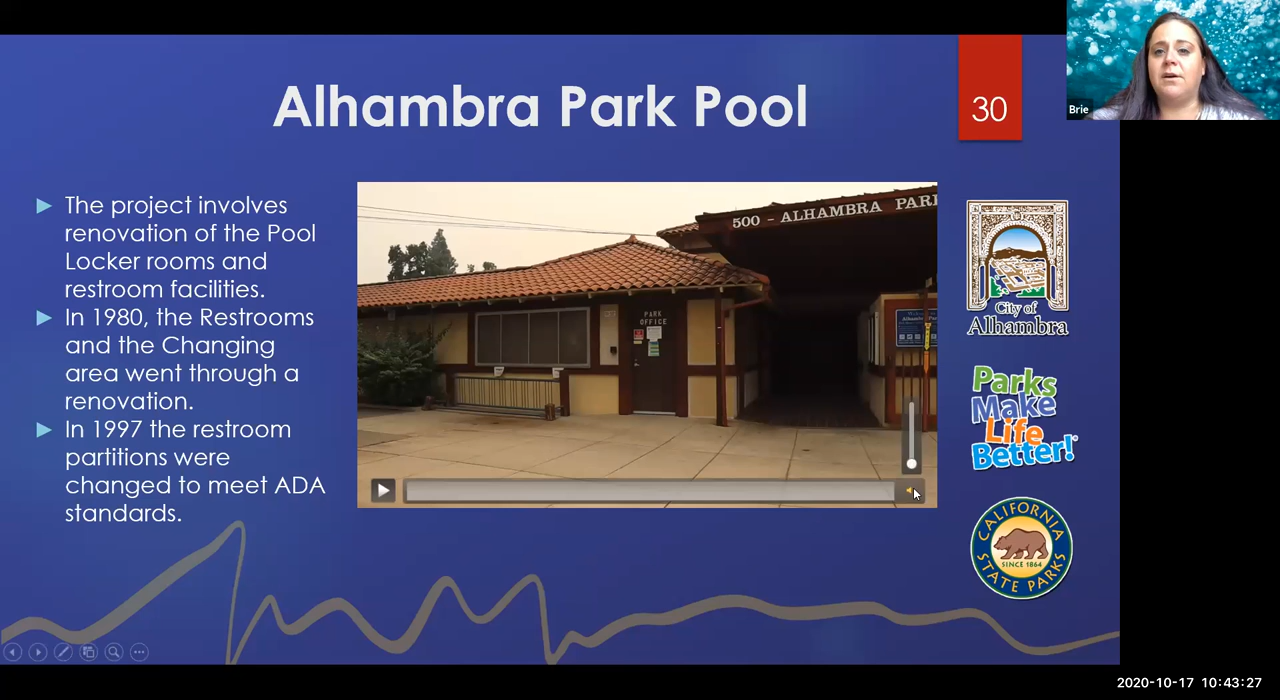 Alhambra Park Pool
30
Brie
The project involves
renovation of the Pool
Locker rooms and
restroom facilities.
In 1980, the Restrooms
and the Changing
area went through a
renovation.
In 1997 the restroom
partitions were
changed to meet ADA
standards.
500 - ALHAMBRA PAR
PARK
OFFICE
City of
Alhambra
Parks
Make
Life
Better!
CALIFORNIA
SINCE 1864
STATE PARKS
2020-10-17 10:43:27